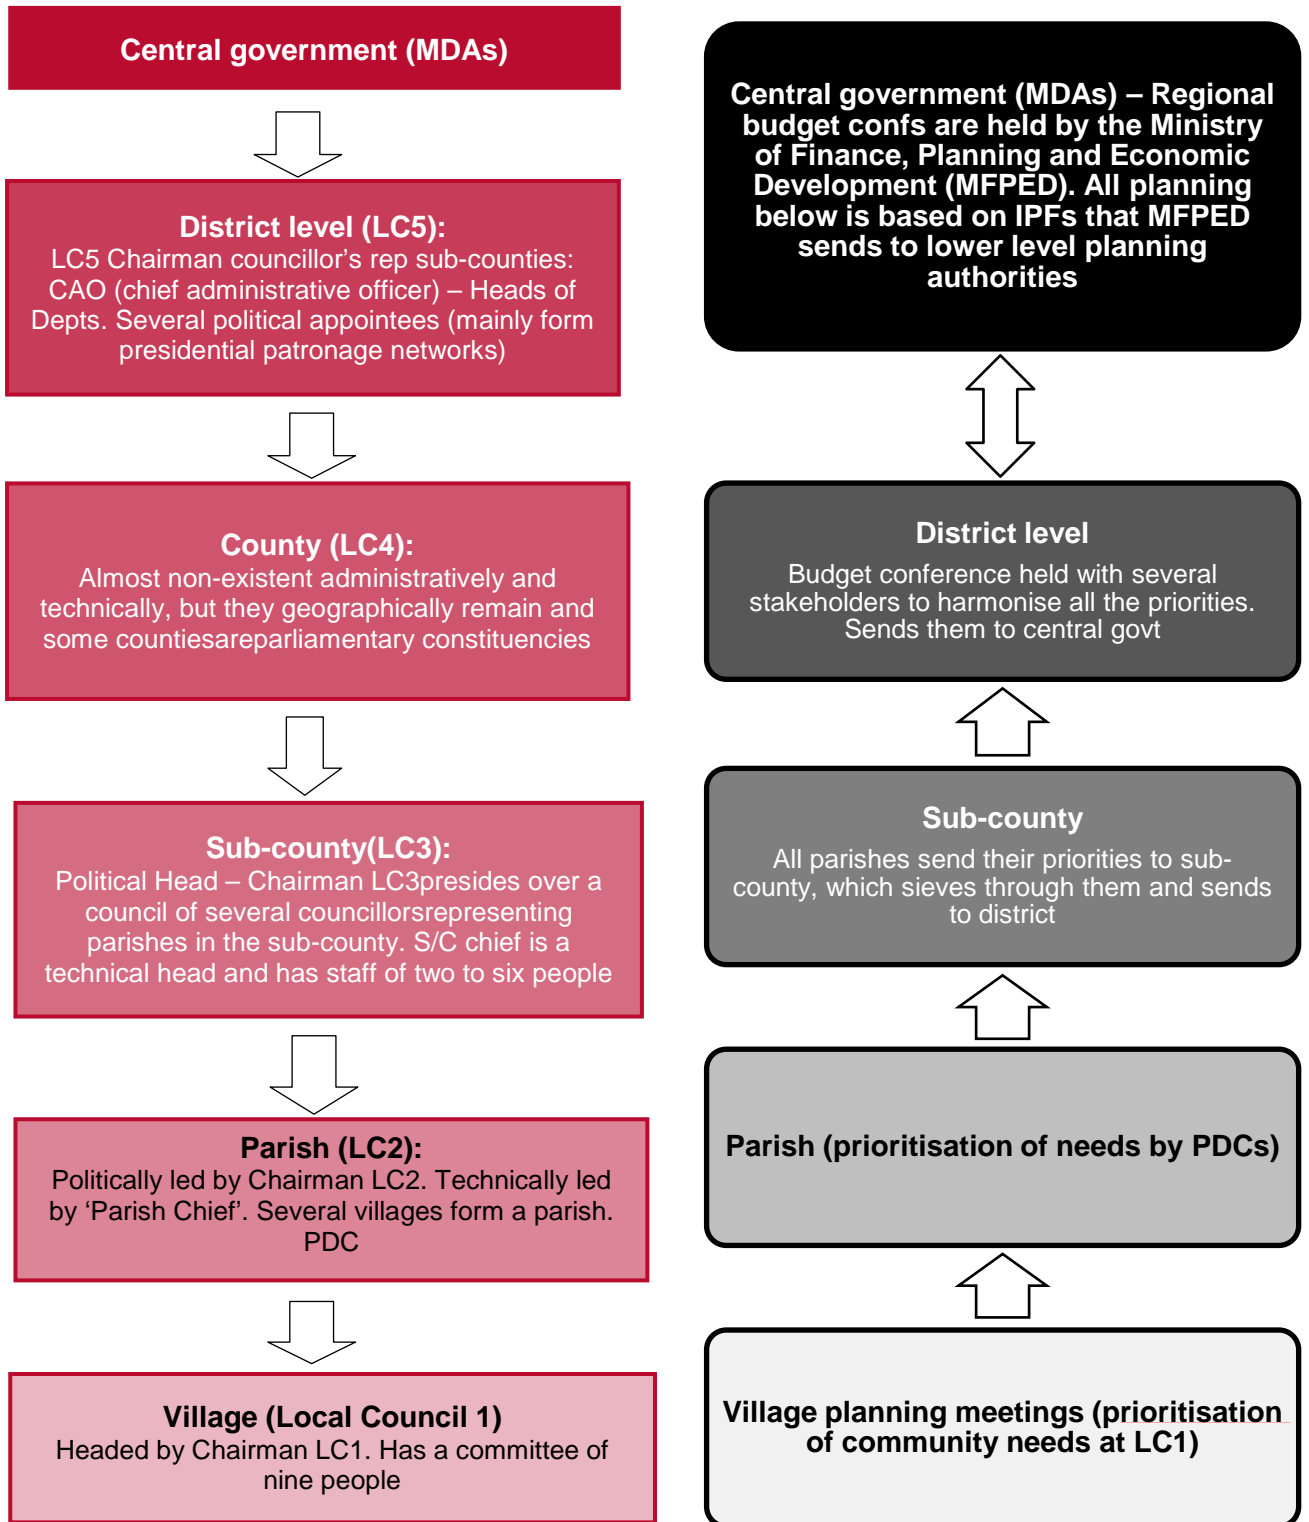 Central government (MDAs)
District level (LC5):
LC5 Chairman councillor’s rep sub-counties:
CAO (chief administrative officer) – Heads of
Depts. Several political appointees (mainly form
presidential patronage networks)
County (LC4):
Almost non-existent administratively and
technically, but they geographically remain and
some countiesareparliamentary constituencies
Sub-county(LC3):
Political Head – Chairman LC3presides over a
council of several councillorsrepresenting
parishes in the sub-county. S/C chief is a
technical head and has staff of two to six people
Parish (LC2):
Politically led by Chairman LC2. Technically led
by ‘Parish Chief’. Several villages form a parish.
PDC
Village (Local Council 1)
Headed by Chairman LC1. Has a committee of
nine people
Central government (MDAs) – Regional
budget confs are held by the Ministry
of Finance, Planning and Economic
Development (MFPED). All planning
below is based on IPFs that MFPED
sends to lower level planning
authorities
District level
Budget conference held with several
stakeholders to harmonise all the priorities.
Sends them to central govt
Sub-county
All parishes send their priorities to sub-
county, which sieves through them and sends
to district
Parish (prioritisation of needs by PDCs)
Village planning meetings (prioritisation
of community needs at LC1)